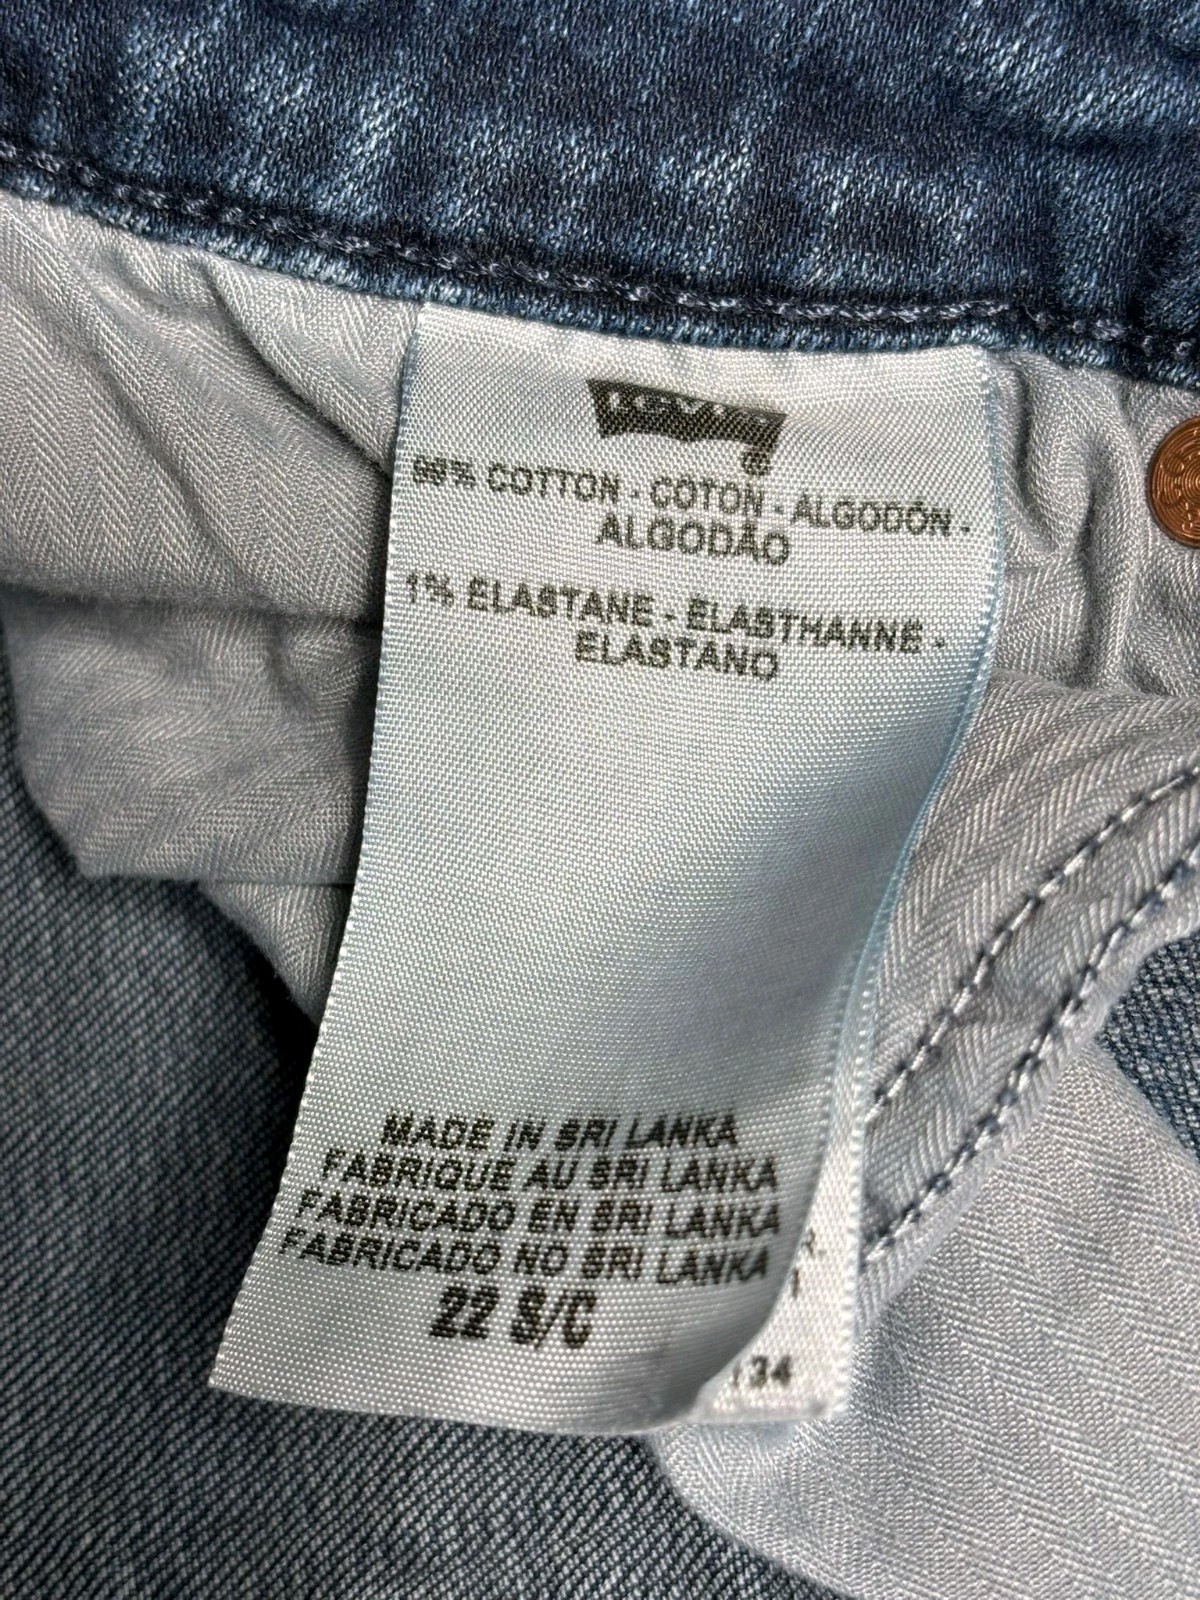 Levi's
®
99% COTTON - COTON - ALGODÓN -
ALGODÃO
1% ELASTANE - ELASTHANNE -
ELASTANO
MADE IN SRI LANKA
FABRIQUE AU SRI LANKA
FABRICADO EN SRI LANKA
FABRICADO NO SRI LANKA
22 S/C
134